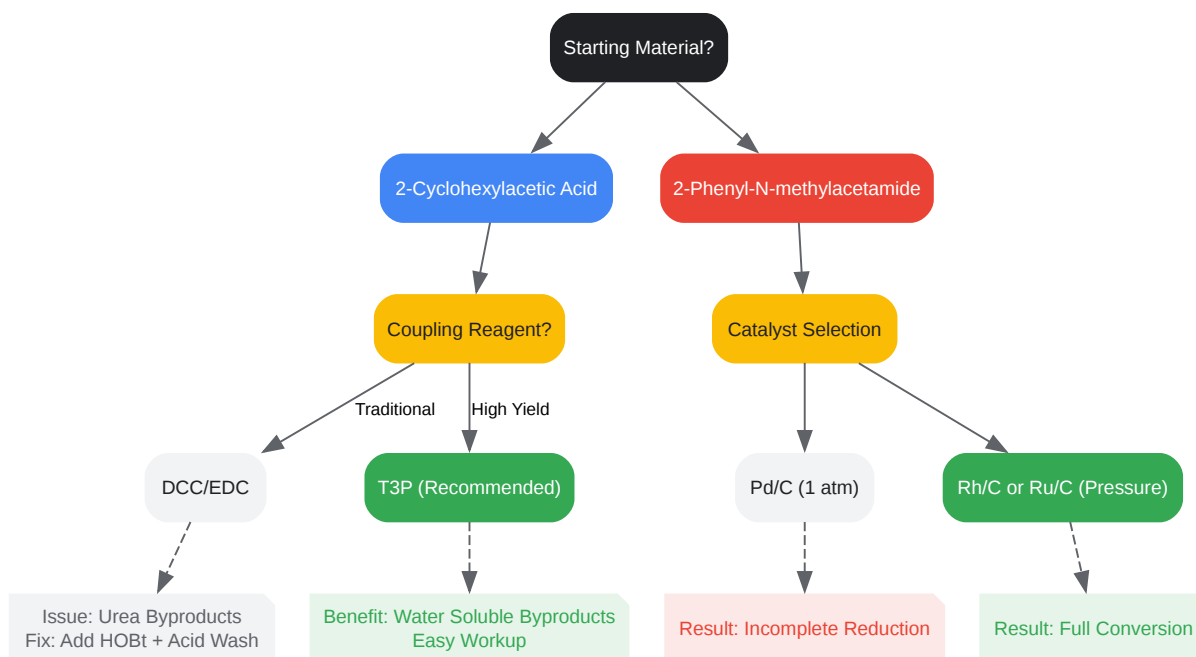 Starting Material?
2-Cyclohexylacetic Acid
2-Phenyl-N-methylacetamide
Coupling Reagent?
Catalyst Selection
Traditional
High Yield
DCC/EDC
T3P (Recommended)
Pd/C (1 atm)
Rh/C or Ru/C (Pressure)
Issue: Urea Byproducts
Fix: Add HOBt + Acid Wash
Benefit: Water Soluble Byproducts
Easy Workup
Result: Incomplete Reduction
Result: Full Conversion